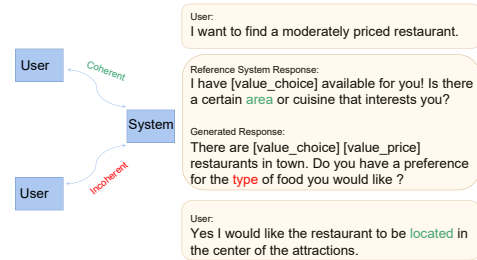 User
Coherent
System
Incoherent
User
User:
I want to find a moderately priced restaurant.
Reference System Response:
I have [value_choice] available for you! Is there
a certain area or cuisine that interests you?
Generated Response:
There are [value_choice] [value_price]
restaurants in town. Do you have a preference
for the type of food you would like ?
User:
Yes I would like the restaurant to be located in
the center of the attractions.